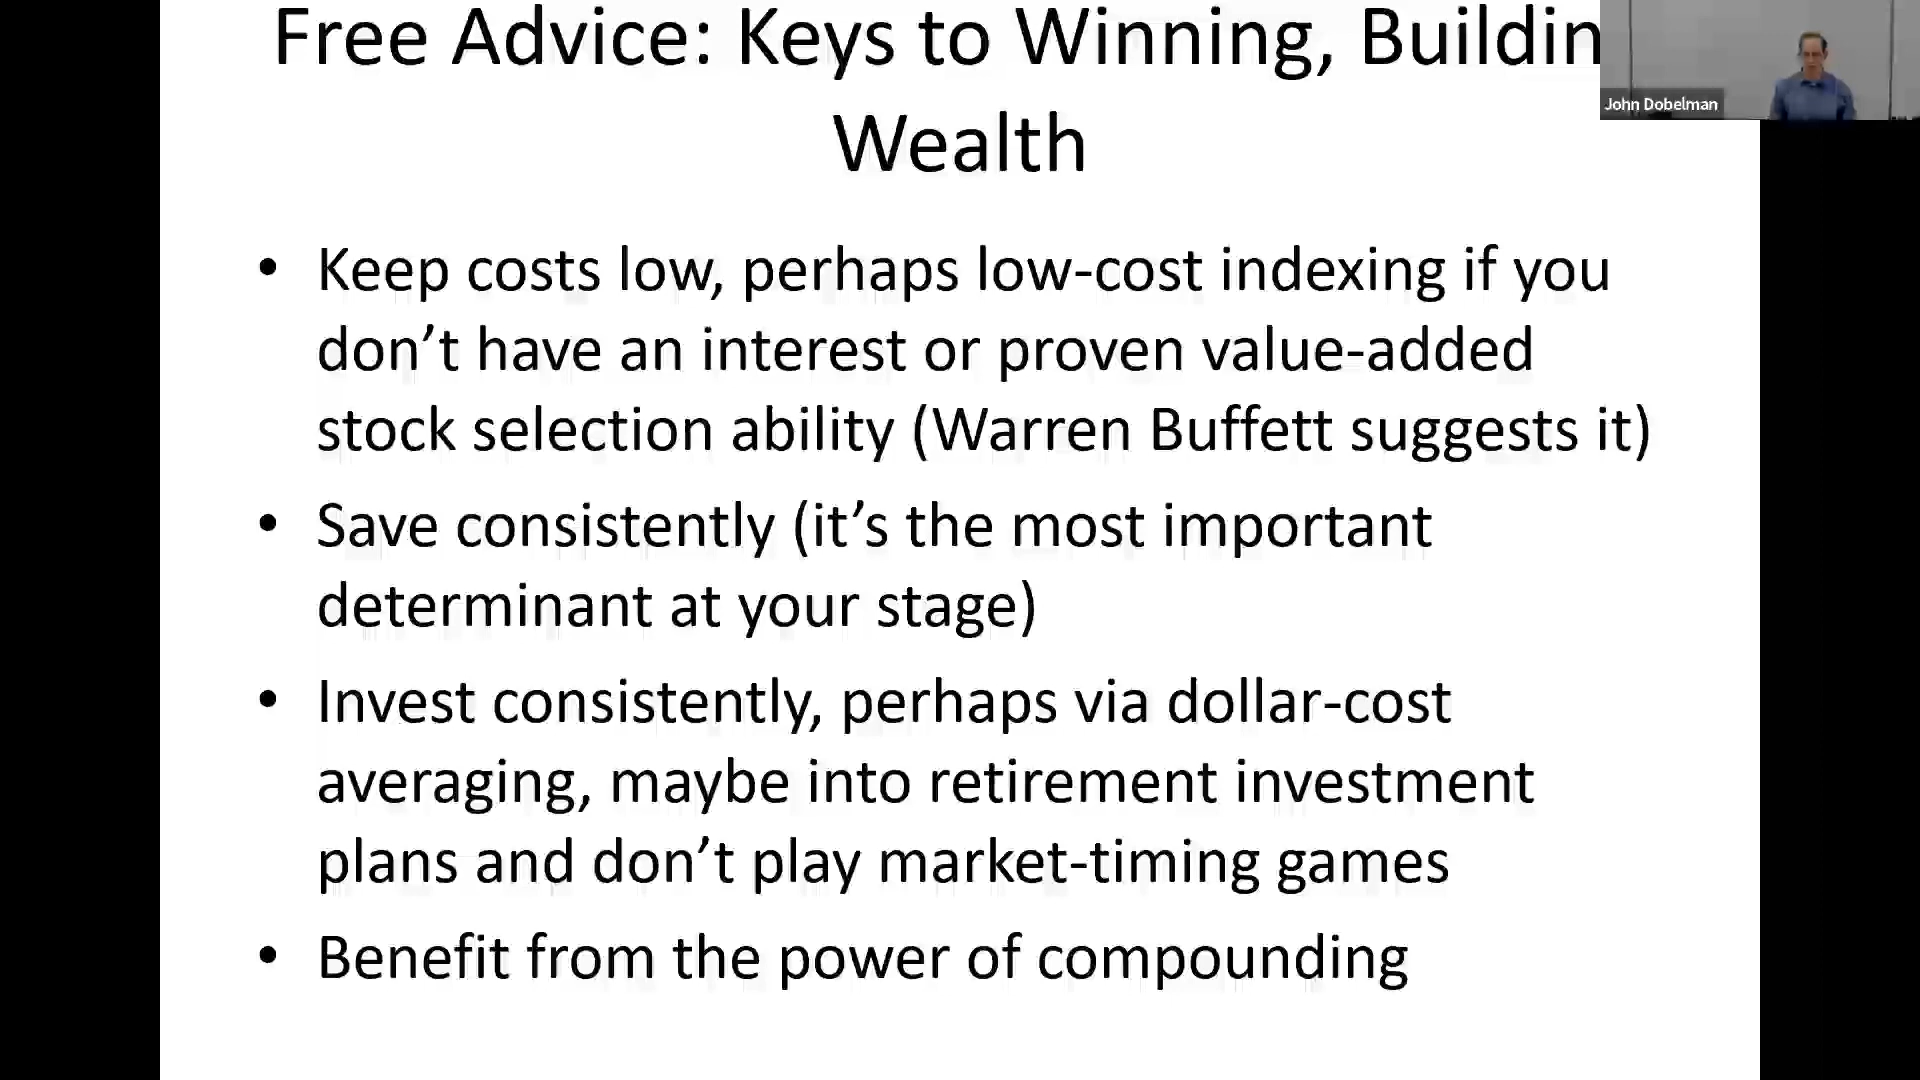 Free Advice: Keys to Winning, Buildin
Wealth
John Dobelman
• Keep costs low, perhaps low-cost indexing if you
don’t have an interest or proven value-added
stock selection ability (Warren Buffett suggests it)
• Save consistently (it’s the most important
determinant at your stage)
• Invest consistently, perhaps via dollar-cost
averaging, maybe into retirement investment
plans and don’t play market-timing games
• Benefit from the power of compounding